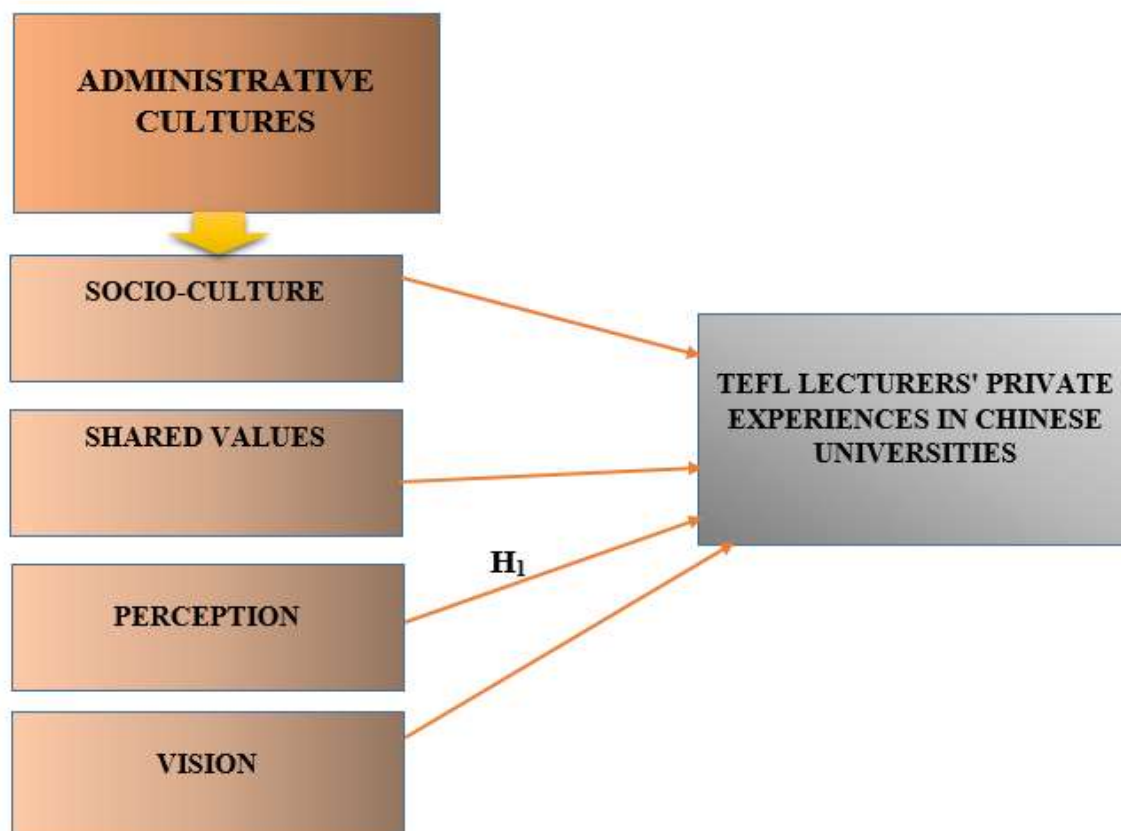 ADMINISTRATIVE
CULTURES
SOCIO-CULTURE
SHARED VALUES
PERCEPTION
VISION
H1
TEFL LECTURERS' PRIVATE
EXPERIENCES IN CHINESE
UNIVERSITIES